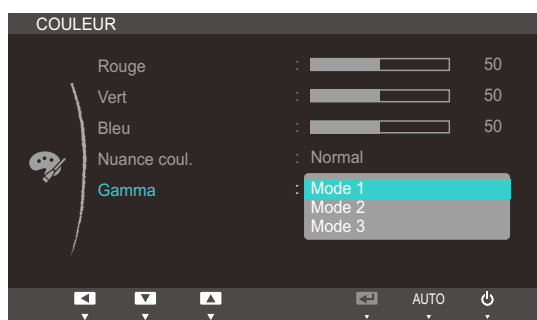 COULEUR
Rouge : 50
Vert : 50
Bleu : 50
Nuance coul. : Normal
Gamma : Mode 1
Mode 2
Mode 3
AUTO